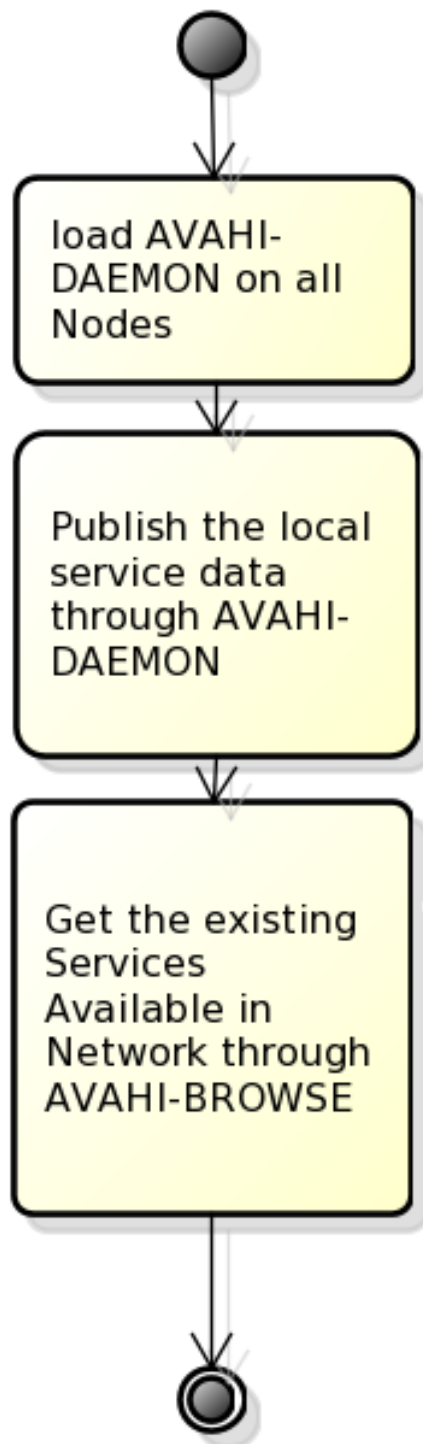 load AVAHI-
DAEMON on all
Nodes
Publish the local
service data
through AVAHI-
DAEMON
Get the existing
Services
Available in
Network through
AVAHI-BROWSE